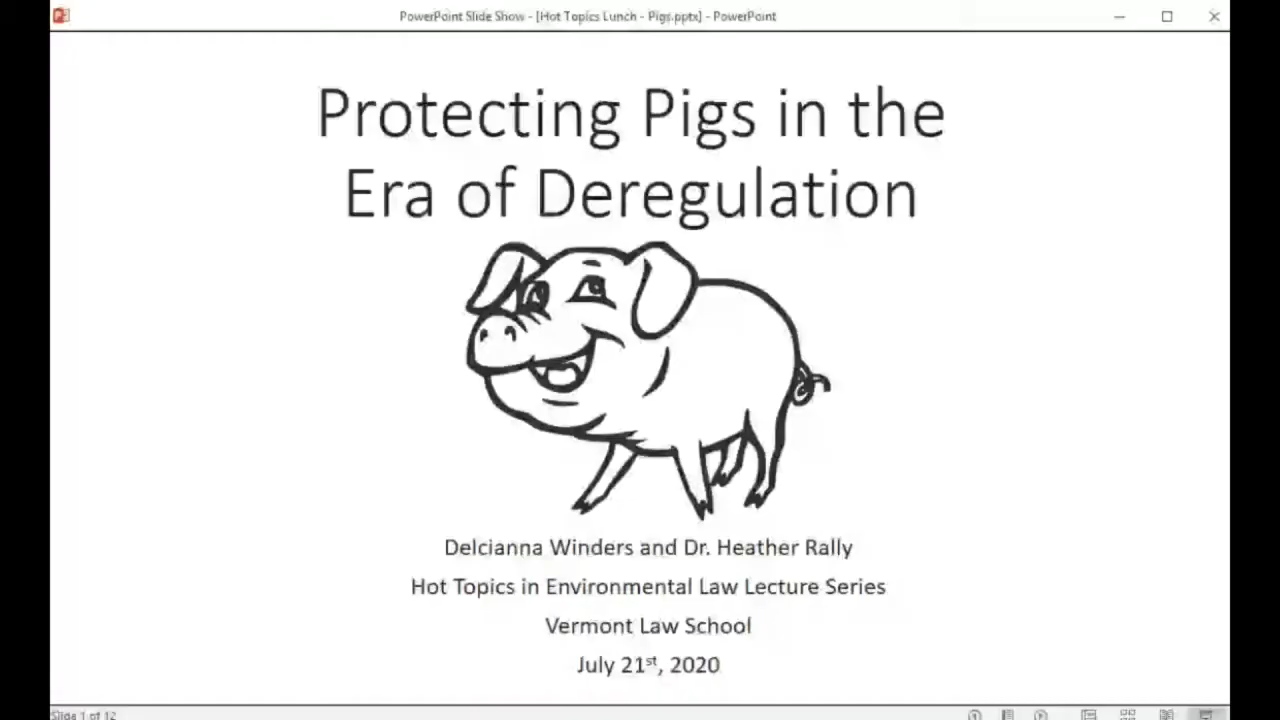 PowerPoint Slide Show - [Hot Topics Lunch - Pigs.pptx] - PowerPoint
Protecting Pigs in the
Era of Deregulation
Delcianna Winders and Dr. Heather Rally
Hot Topics in Environmental Law Lecture Series
Vermont Law School
July 21st, 2020
Slide 1 of 12